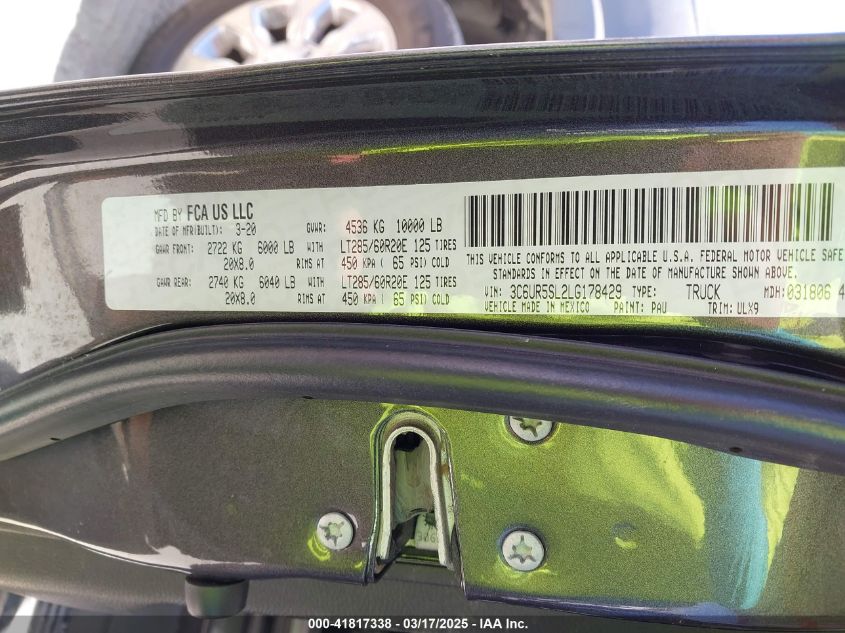 MFD BY FCA US LLC
DATE OF MFR(BUILT): 3-20 GVWR: 4536 KG 10000 LB
GAWR FRONT: 2722 KG 6000 LB WITH LT285/60R20E 125 TIRES
20X8.0 RIMS AT 450 KPA ( 65 PSI) COLD
GAWR REAR: 2740 KG 6040 LB WITH LT285/60R20E 125 TIRES
20X8.0 RIMS AT 450 KPA ( 65 PSI) COLD
THIS VEHICLE CONFORMS TO ALL APPLICABLE U.S.A. FEDERAL MOTOR VEHICLE SAFE
STANDARDS IN EFFECT ON THE DATE OF MANUFACTURE SHOWN ABOVE.
VIN: 3C6UR5SL2LG178429 TYPE: TRUCK MDH:031806 4
VEHICLE MADE IN MEXICO PAINT: PAU TRIM: ULX9
000-41817338 - 03/17/2025 - IAA Inc.